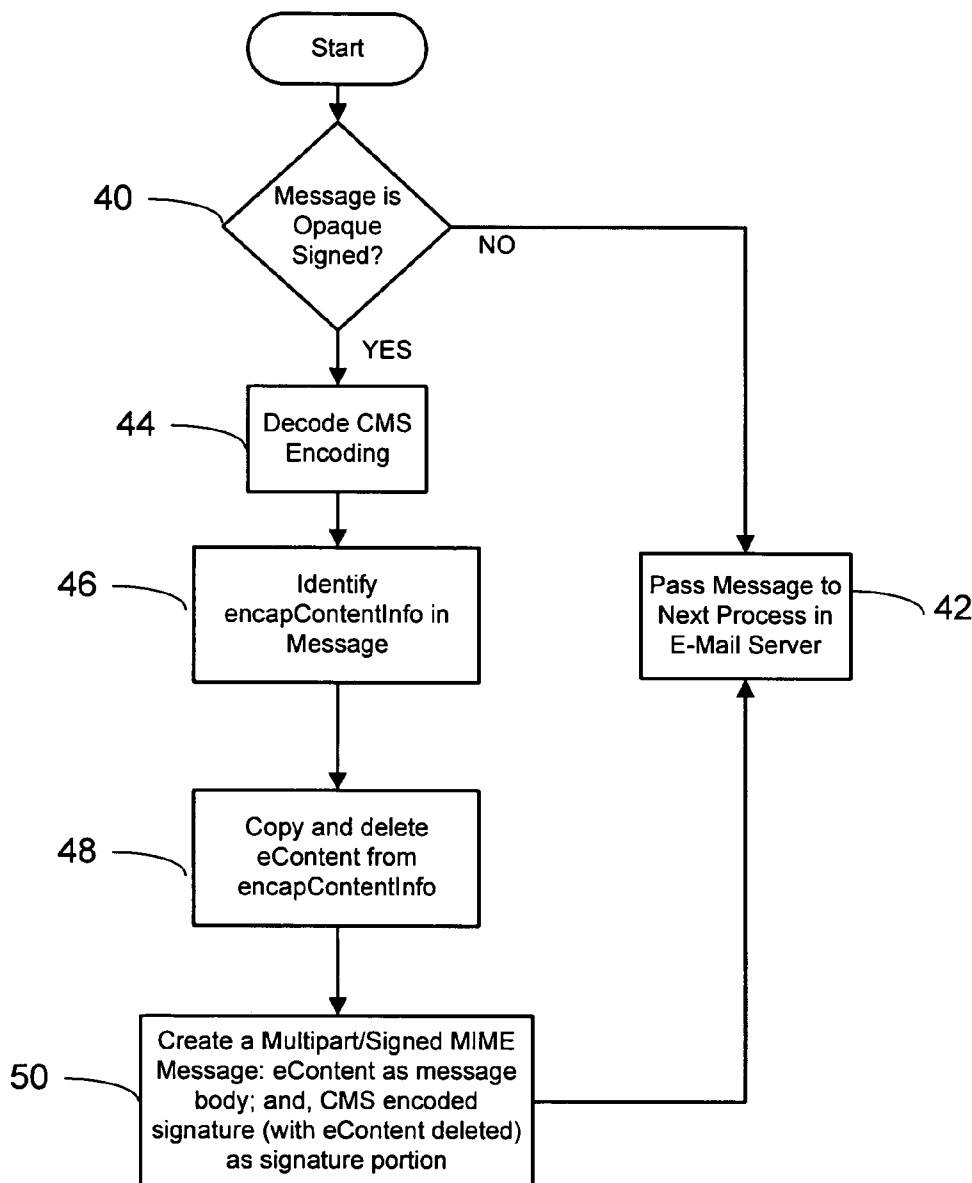 Start
40
Message is
Opaque
Signed?
NO
YES
44
Decode CMS
Encoding
46
Identify
encapContentInfo in
Message
Pass Message to
Next Process in
E-Mail Server
42
48
Copy and delete
eContent from
encapContentInfo
50
Create a Multipart/Signed MIME
Message: eContent as message
body; and, CMS encoded
signature (with eContent deleted)
as signature portion